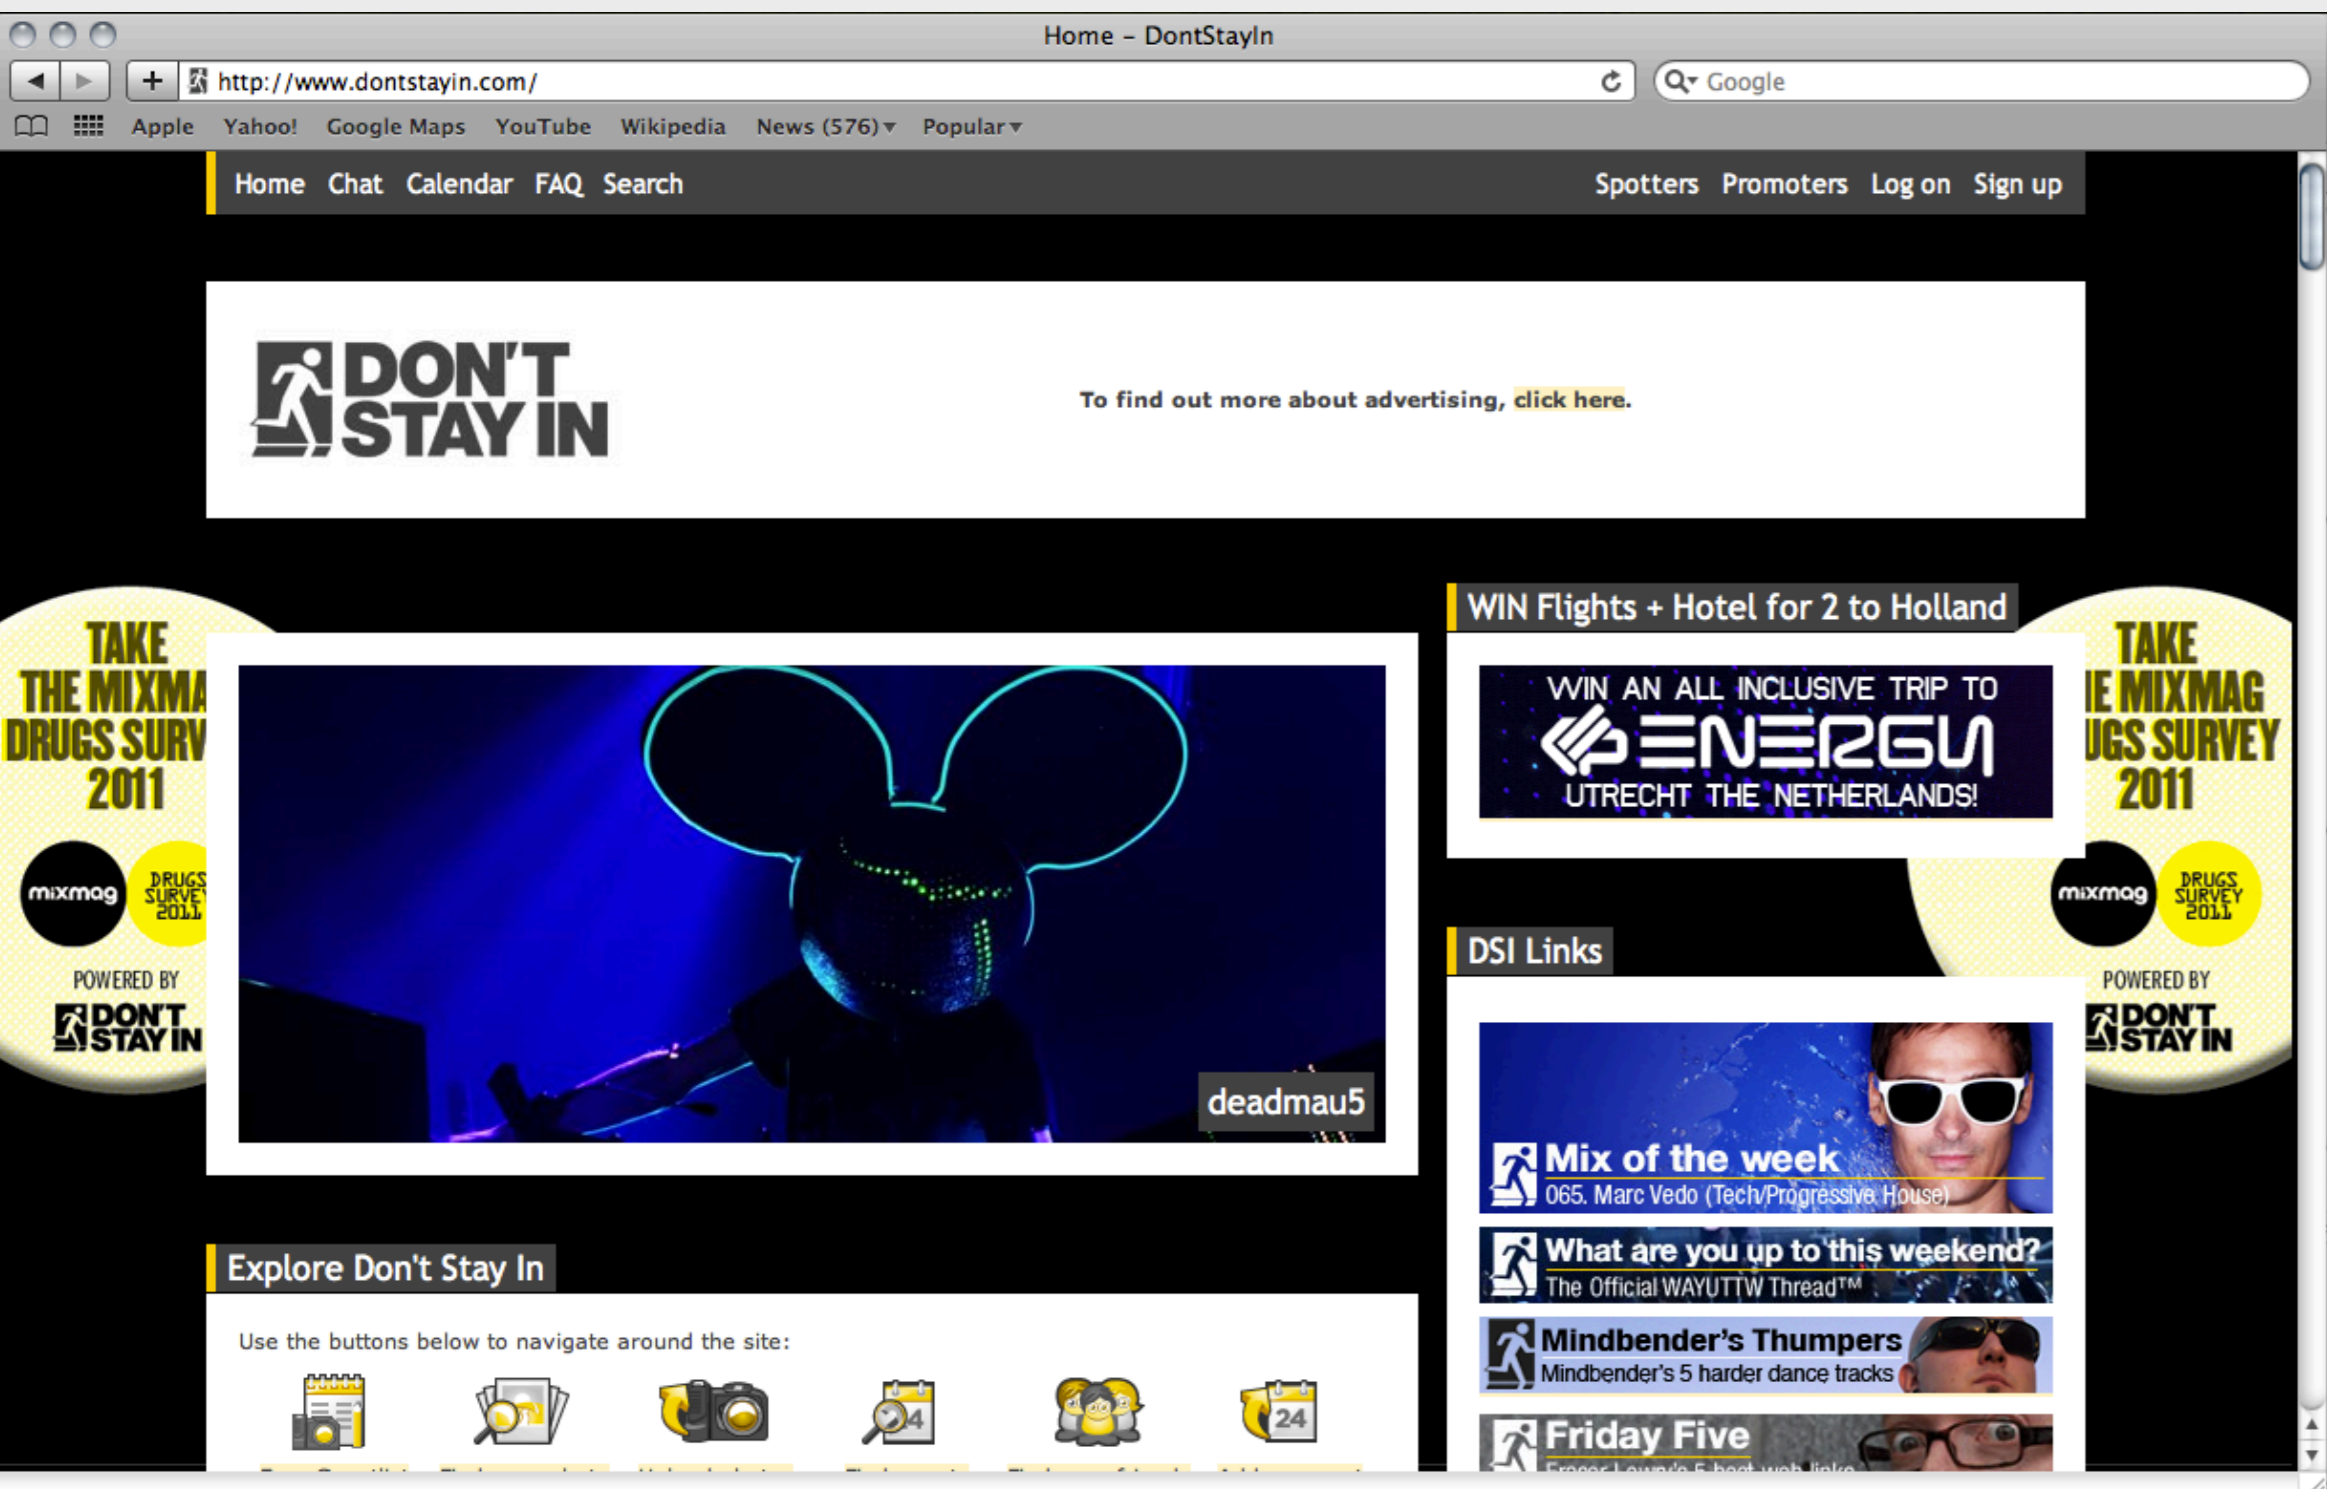 Home – DontStayIn
http://www.dontstayin.com/
Google
Apple Yahoo! Google Maps YouTube Wikipedia News (576) Popular
Home Chat Calendar FAQ Search
Spotters Promoters Log on Sign up
DON'T
STAY IN
To find out more about advertising, click here.
TAKE
THE MIXMA
DRUGS SURV
2011
mixmag
DRUGS
SURVEY
2011
POWERED BY
DON'T
STAY IN
deadmau5
WIN Flights + Hotel for 2 to Holland
WIN AN ALL INCLUSIVE TRIP TO
ENERGY
UTRECHT THE NETHERLANDS!
TAKE
E MIXMAG
UGS SURVEY
2011
mixmag
DRUGS
SURVEY
2011
POWERED BY
DON'T
STAY IN
DSI Links
Mix of the week
065. Marc Vedo (Tech/Progressive House)
What are you up to this weekend?
The Official WAYUTTW Thread™
Mindbender's Thumpers
Mindbender's 5 harder dance tracks
Friday Five
Explore Don't Stay In
Use the buttons below to navigate around the site:
24
24